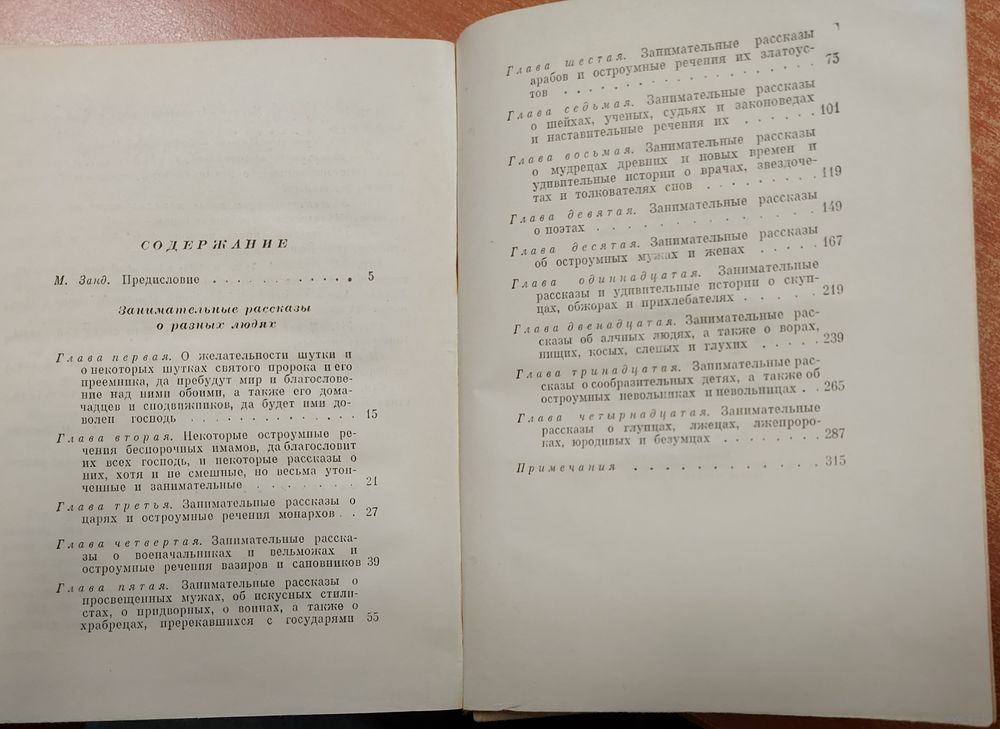 СОДЕРЖАНИЕ
М. Занд. Предисловие . . . . . . . . . . 5
Занимательные рассказы
о разных людях
Глава первая. О желательности шутки и
о некоторых шутках святого пророка и его
преемника, да пребудут мир и благослове-
ние над ними обоими, а также его дома-
чадцев и сподвижников, да будет ими до-
волен господь . . . . . . . . . . . 15
Глава вторая. Некоторые остроумные ре-
чения беспорочных имамов, да благословит
их всех господь, и некоторые рассказы о
них, хотя и не смешные, но весьма утон-
ченные и занимательные . . . . . . . 21
Глава третья. Занимательные рассказы о
царях и остроумные речения монархов . . 27
Глава четвертая. Занимательные расска-
зы о военачальниках и вельможах и
остроумные речения вазиров и сановников 39
Глава пятая. Занимательные рассказы о
просвещенных мужах, об искусных стили-
стах, о придворных, о воинах, а также о
храбрецах, пререкавшихся с государями 55
Глава шестая. Занимательные рассказы
арабов и остроумные речения их златоус-
тов . . . . . . . . . . . . . . 75
Глава седьмая. Занимательные рассказы
о шейхах, ученых, судьях и законоведах
и наставительные речения их . . . . . . 101
Глава восьмая. Занимательные рассказы
о мудрецах древних и новых времен и
удивительные истории о врачах, звездоче-
тах и толкователях снов . . . . . . . . 119
Глава девятая. Занимательные рассказы
о поэтах . . . . . . . . . . . . . 149
Глава десятая. Занимательные рассказы
об остроумных мужах и женах . . . . . 167
Глава одиннадцатая. Занимательные
рассказы и удивительные истории о скуп-
цах, обжорах и прихлебателях . . . . . 219
Глава двенадцатая. Занимательные рас-
сказы об алчных людях, а также о ворах,
нищих, косых, слепых и глухих . . . . . 239
Глава тринадцатая. Занимательные рас-
сказы о сообразительных детях, а также об
остроумных невольниках и невольницах . . 265
Глава четырнадцатая. Занимательные
рассказы о глупцах, лжецах, лжепроро-
ках, юродивых и безумцах . . . . . . . 287
Примечания . . . . . . . . . . . . 315